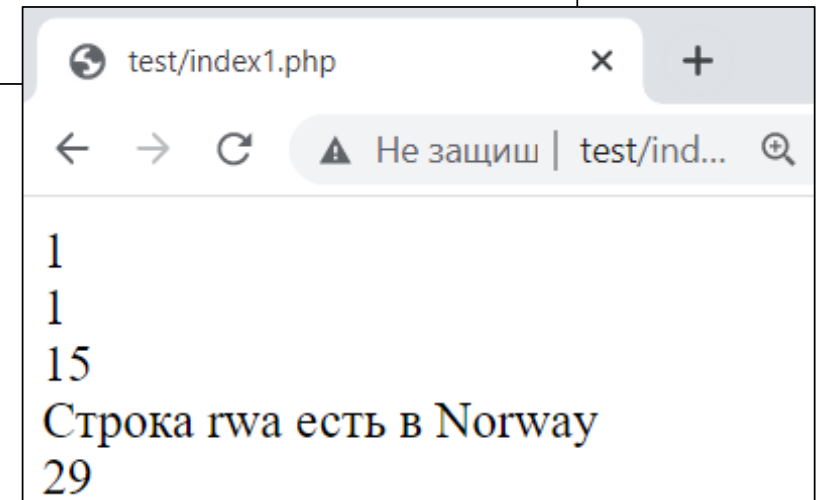 test/index1.php
Не защищ | test/ind...
1
1
15
Строка rwa есть в Norway
29